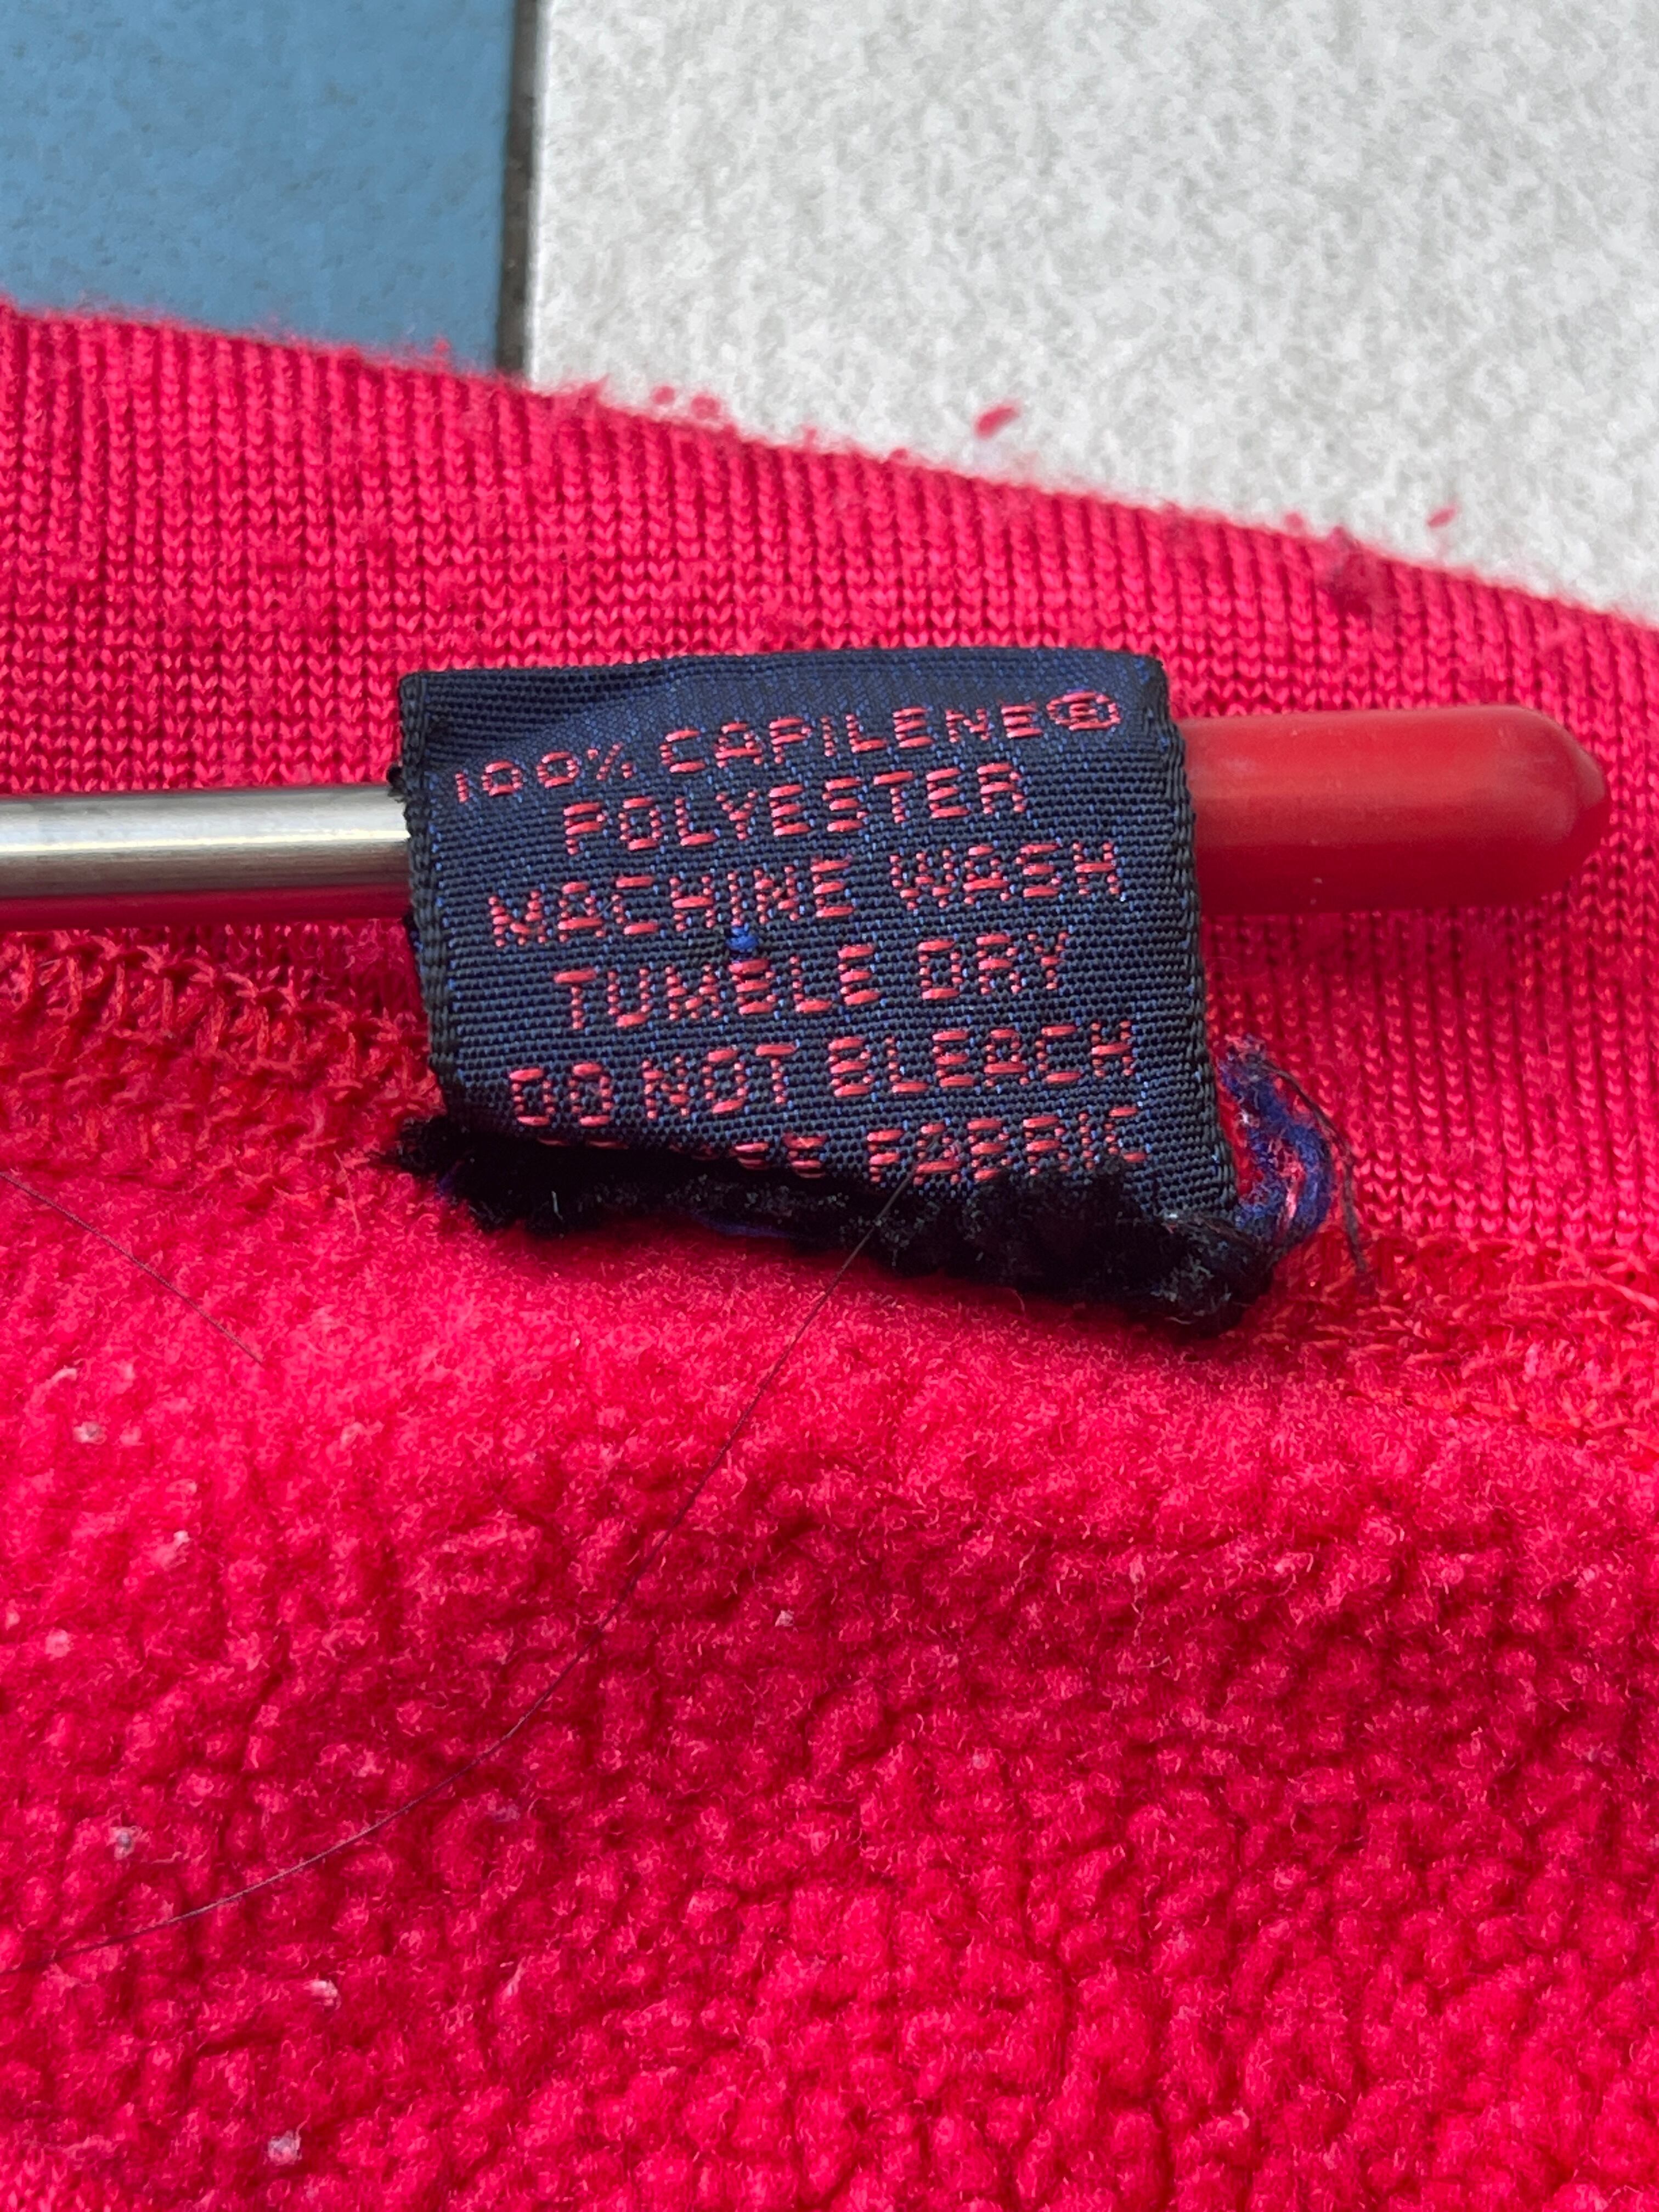 100% CAPILENE®
POLYESTER
MACHINE WASH
TUMBLE DRY
DO NOT BLEACH
FABRIC